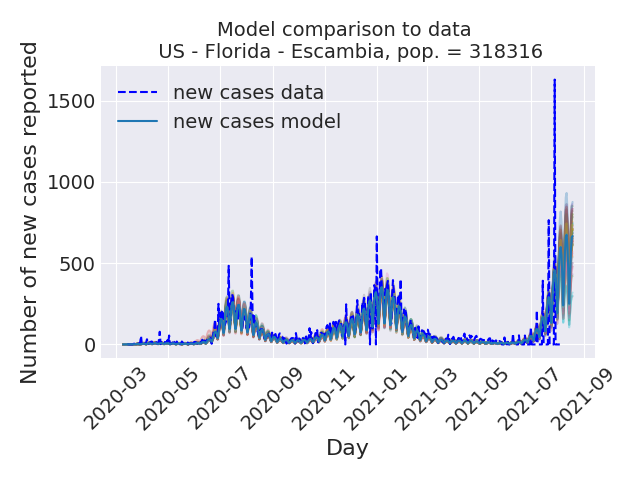 Model comparison to data
US - Florida - Escambia, pop. = 318316
Number of new cases reported
1500
1000
500
0
new cases data
new cases model
2020-03
2020-05
2020-07
2020-09
2020-11
2021-01
2021-03
2021-05
2021-07
2021-09
Day